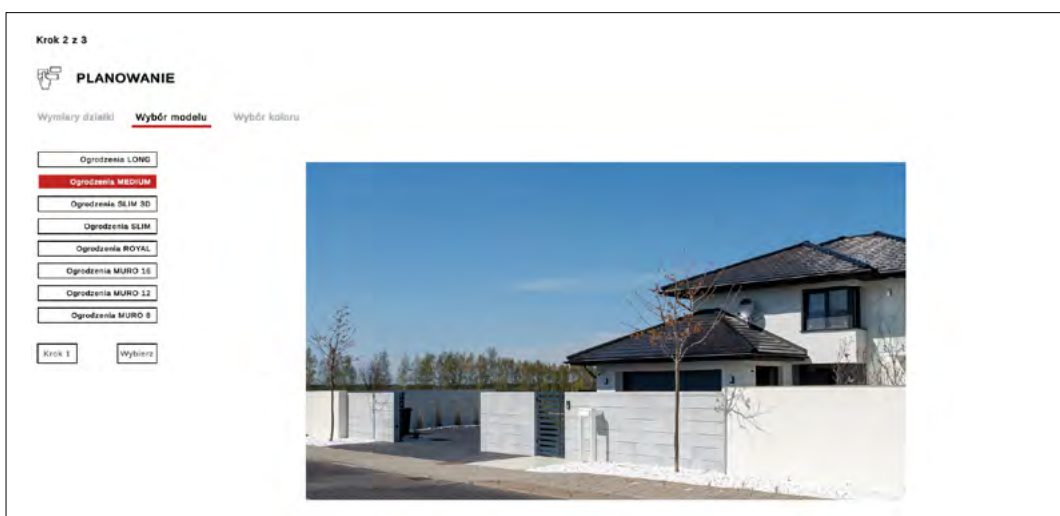 Krok 2 z 3
PLANOWANIE
Wymiary działki Wybór modelu Wybór koloru
Ogrodzenia LONG
Ogrodzenia MEDIUM
Ogrodzenia SLIM 3D
Ogrodzenia SLIM
Ogrodzenia ROYAL
Ogrodzenia MURO 16
Ogrodzenia MURO 12
Ogrodzenia MURO 8
Krok 1 Wybierz